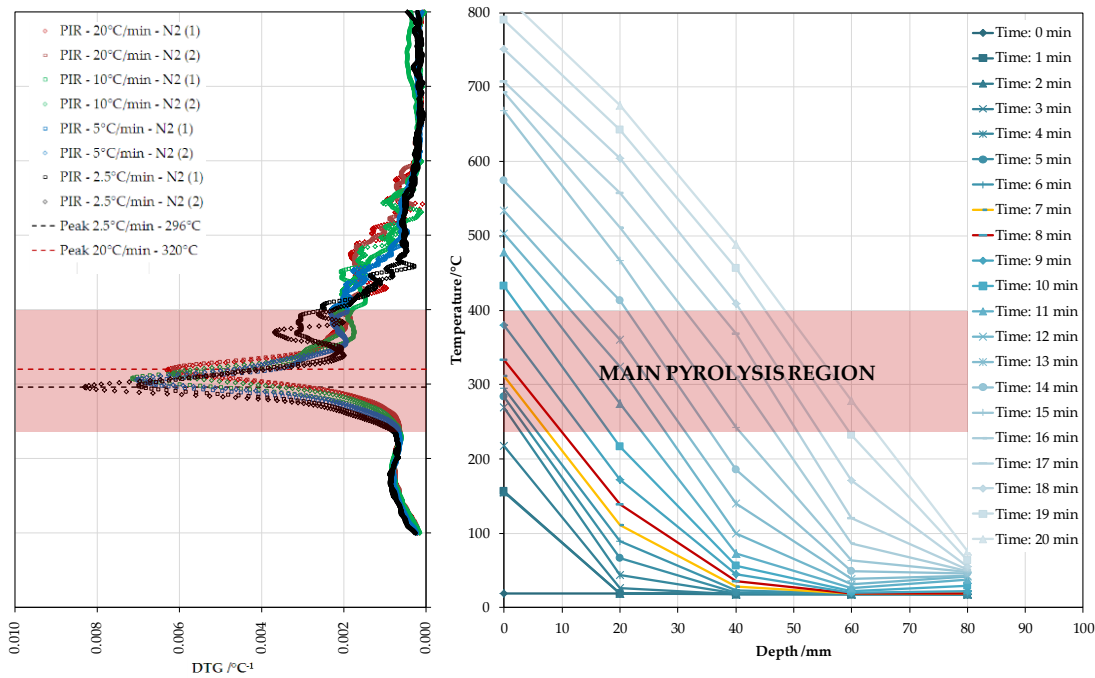 PIR - 20°C/min - N2 (1)
PIR - 20°C/min - N2 (2)
PIR - 10°C/min - N2 (1)
PIR - 10°C/min - N2 (2)
PIR - 5°C/min - N2 (1)
PIR - 5°C/min - N2 (2)
PIR - 2.5°C/min - N2 (1)
PIR - 2.5°C/min - N2 (2)
Peak 2.5°C/min - 296°C
Peak 20°C/min - 320°C
0.010
0.008
0.006
0.004
0.002
0.000
DTG /°C⁻¹
Temperature /°C
800
700
600
500
400
300
200
100
0
MAIN PYROLYSIS REGION
0
10
20
30
40
50
60
70
80
90
100
Depth /mm
Time: 0 min
Time: 1 min
Time: 2 min
Time: 3 min
Time: 4 min
Time: 5 min
Time: 6 min
Time: 7 min
Time: 8 min
Time: 9 min
Time: 10 min
Time: 11 min
Time: 12 min
Time: 13 min
Time: 14 min
Time: 15 min
Time: 16 min
Time: 17 min
Time: 18 min
Time: 19 min
Time: 20 min